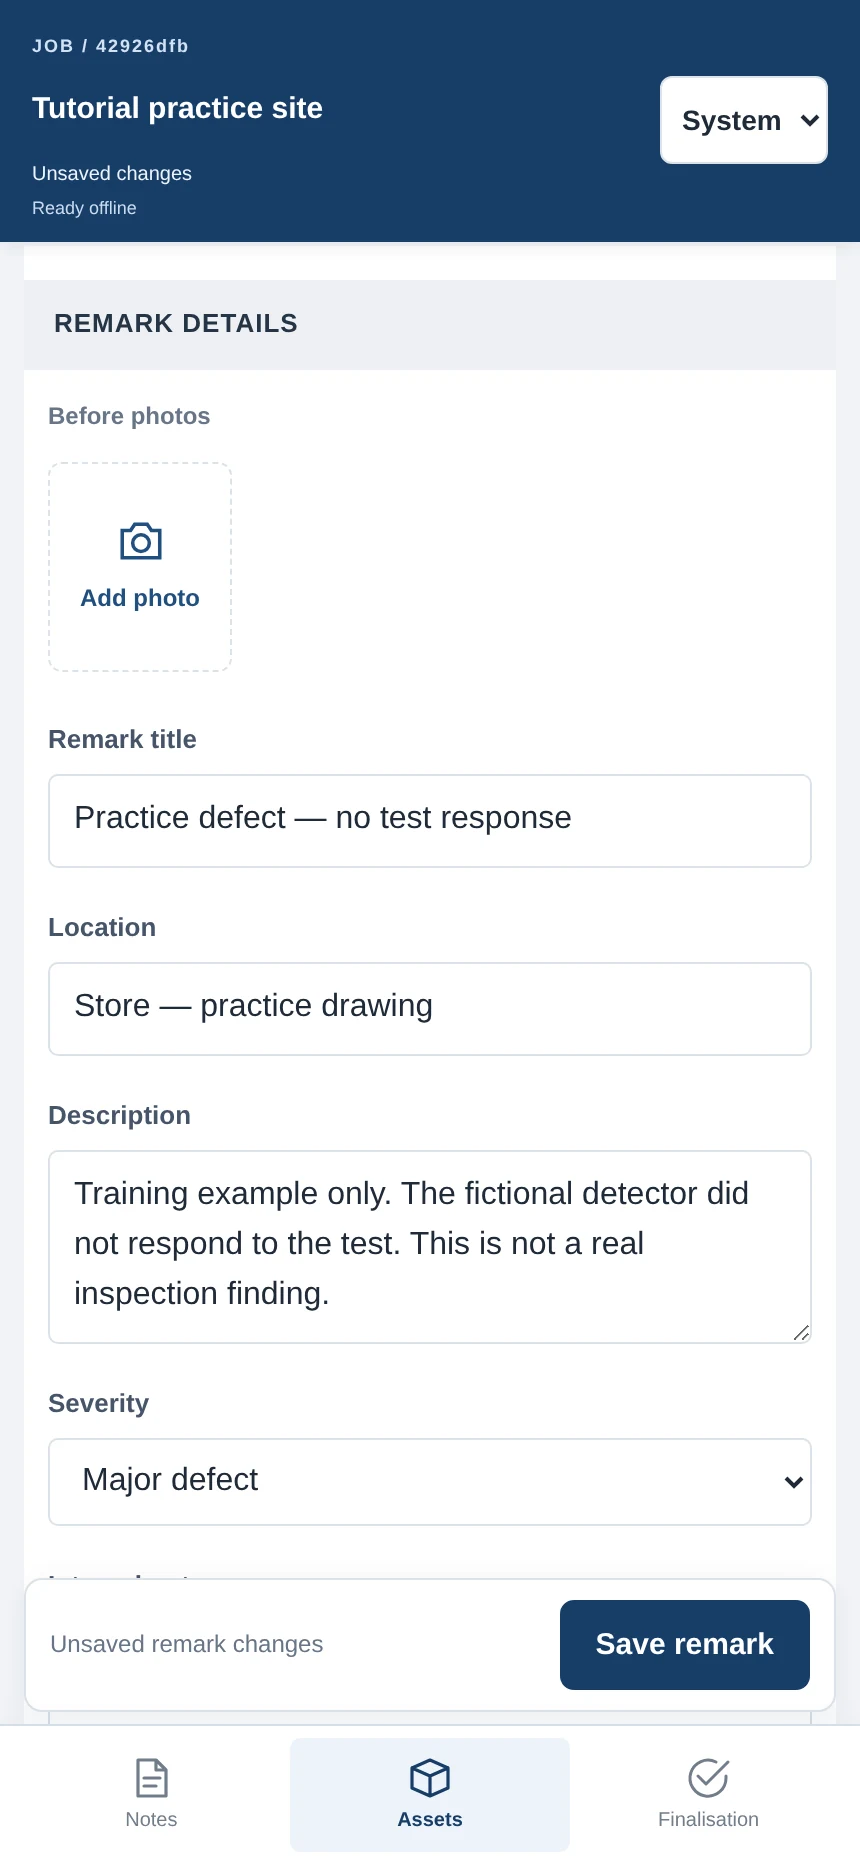 JOB / 42926dfb
Tutorial practice site
System
Unsaved changes
Ready offline
REMARK DETAILS
Before photos
Add photo
Remark title
Practice defect — no test response
Location
Store — practice drawing
Description
Training example only. The fictional detector did
not respond to the test. This is not a real
inspection finding.
Severity
Major defect
Unsaved remark changes
Save remark
Notes
Assets
Finalisation